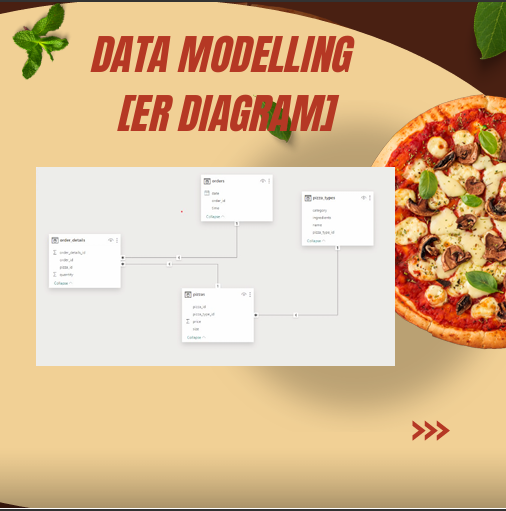 DATA MODELLING
[ER DIAGRAM]
orders
date
order_id
time
Collapse
pizza_types
category
ingredients
name
pizza_type_id
Collapse
order_details
order_details_id
order_id
pizza_id
quantity
Collapse
pizzas
pizza_id
pizza_type_id
price
size
Collapse